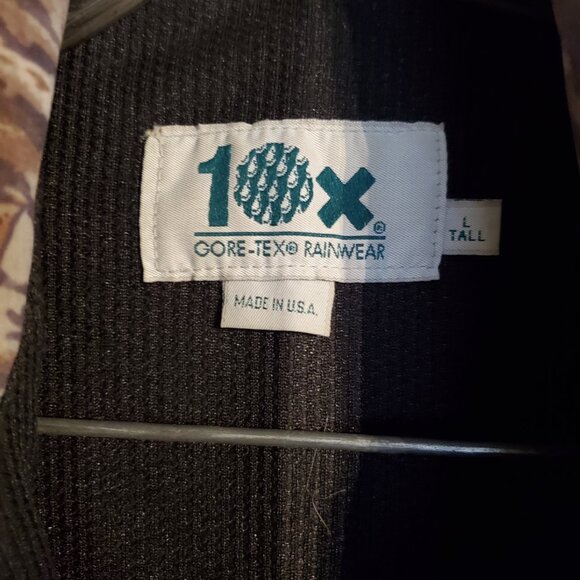 10x®
GORE-TEX® RAINWEAR
L
TALL
MADE IN U.S.A.